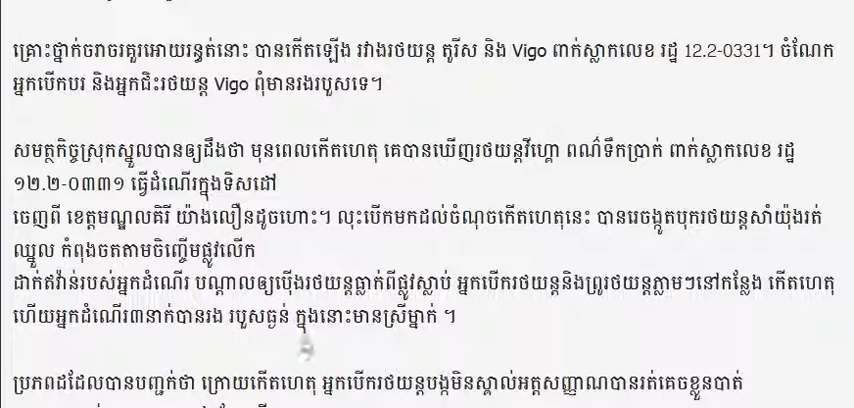 គ្រោះថ្នាក់ចរាចរគួរអោយរន្ធត់នោះ បានកើតឡើង រវាងរថយន្ត តូរីស និង Vigo ពាក់ស្លាកលេខ រដ្ឋ 12.2-0331។ ចំណែក
អ្នកបើកបរ និងអ្នកជិះរថយន្ត Vigo ពុំមានរងរបួសទេ។
សមត្ថកិច្ចស្រុកស្នួលបានឲ្យដឹងថា មុនពេលកើតហេតុ គេបានឃើញរថយន្តវីហ្គោ ពណ៌ទឹកប្រាក់ ពាក់ស្លាកលេខ រដ្ឋ
១២.២-០៣៣១ ធ្វើដំណើរក្នុងទិសដៅ
ចេញពី ខេត្តមណ្ឌលគិរី យ៉ាងលឿនដូចហោះ។ លុះបើកមកដល់ចំណុចកើតហេតុនេះ បានរេចង្កូតបុករថយន្តសាំយ៉ុងរត់
ឈ្នួល កំពុងចតតាមចិញ្ចើមផ្លូវលើក
ដាក់ឥវ៉ាន់របស់អ្នកដំណើរ បណ្តាលឲ្យប៉ើងរថយន្តធ្លាក់ពីផ្លូវស្លាប់ អ្នកបើករថយន្តនិងព្រូរថយន្តភ្លាមៗនៅកន្លែង កើតហេតុ
ហើយអ្នកដំណើរ៣នាក់បានរង របួសធ្ងន់ ក្នុងនោះមានស្រីម្នាក់ ។
ប្រភពដដែលបានបញ្ជាក់ថា ក្រោយកើតហេតុ អ្នកបើករថយន្តបង្កមិនស្គាល់អត្តសញ្ញាណបានរត់គេចខ្លួនបាត់